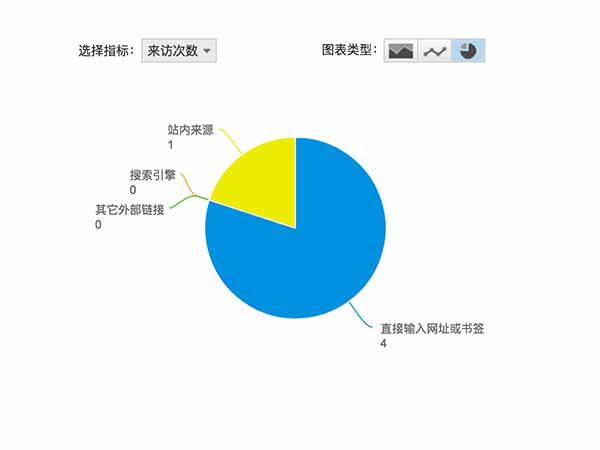 选择指标： 来访次数 图表类型：
站内来源
1
搜索引擎
0
其它外部链接
0
直接输入网址或书签
4